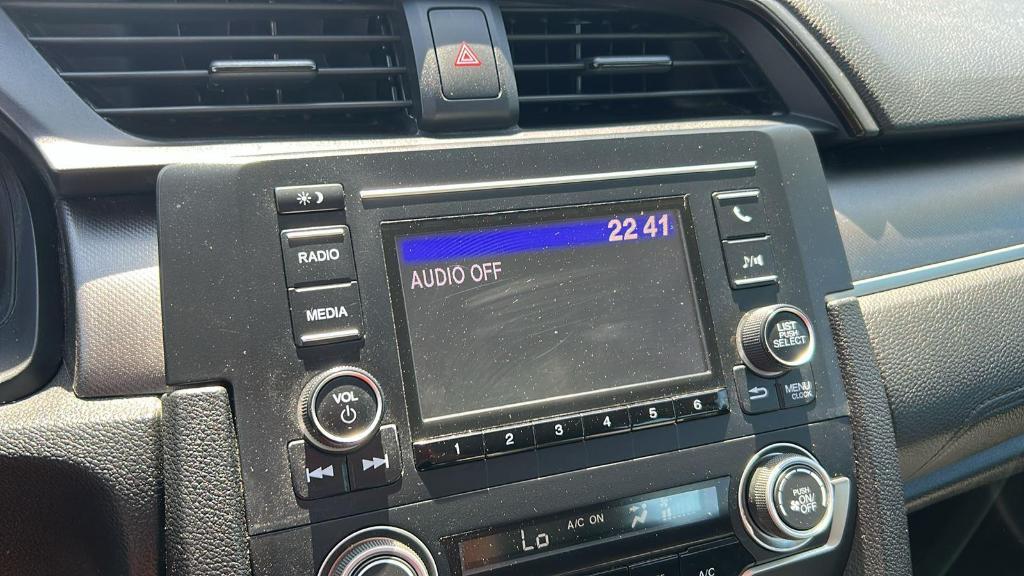 22 41
AUDIO OFF
RADIO
MEDIA
VOL
LIST
PUSH
SELECT
MENU
CLOCK
1 2 3 4 5 6
PUSH
ON/
OFF
A/C ON
Lo
A/C